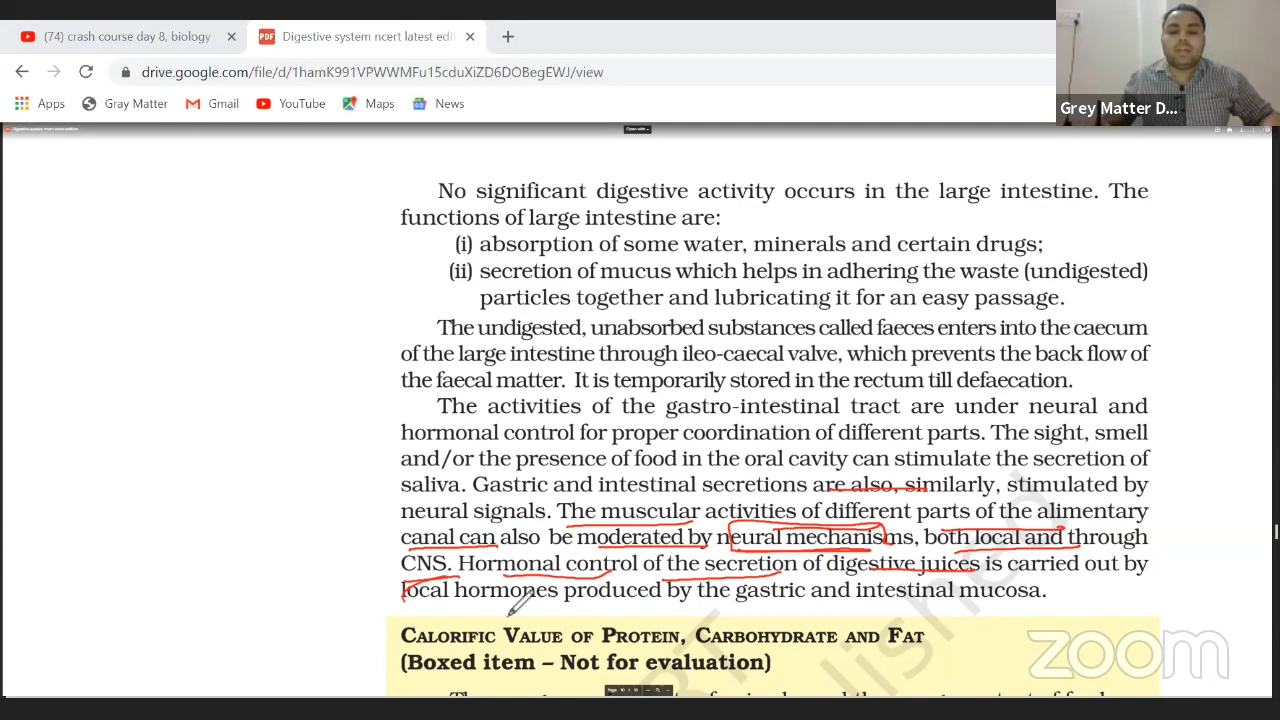 (74) crash course day 8, biology
Digestive system ncert latest edi
drive.google.com/file/d/1hamK991VPWWMFu15cduXiZD6DOBegEWJ/view
Apps Gray Matter Gmail YouTube Maps News
Grey Matter D...
Digestive system ncert latest edition
Open with
No significant digestive activity occurs in the large intestine. The
functions of large intestine are:
(i) absorption of some water, minerals and certain drugs;
(ii) secretion of mucus which helps in adhering the waste (undigested)
particles together and lubricating it for an easy passage.
The undigested, unabsorbed substances called faeces enters into the caecum
of the large intestine through ileo-caecal valve, which prevents the back flow of
the faecal matter. It is temporarily stored in the rectum till defaecation.
The activities of the gastro-intestinal tract are under neural and
hormonal control for proper coordination of different parts. The sight, smell
and/or the presence of food in the oral cavity can stimulate the secretion of
saliva. Gastric and intestinal secretions are also, similarly, stimulated by
neural signals. The muscular activities of different parts of the alimentary
canal can also be moderated by neural mechanisms, both local and through
CNS. Hormonal control of the secretion of digestive juices is carried out by
local hormones produced by the gastric and intestinal mucosa.
CALORIFIC VALUE OF PROTEIN, CARBOHYDRATE AND FAT
(Boxed item – Not for evaluation)
zoom